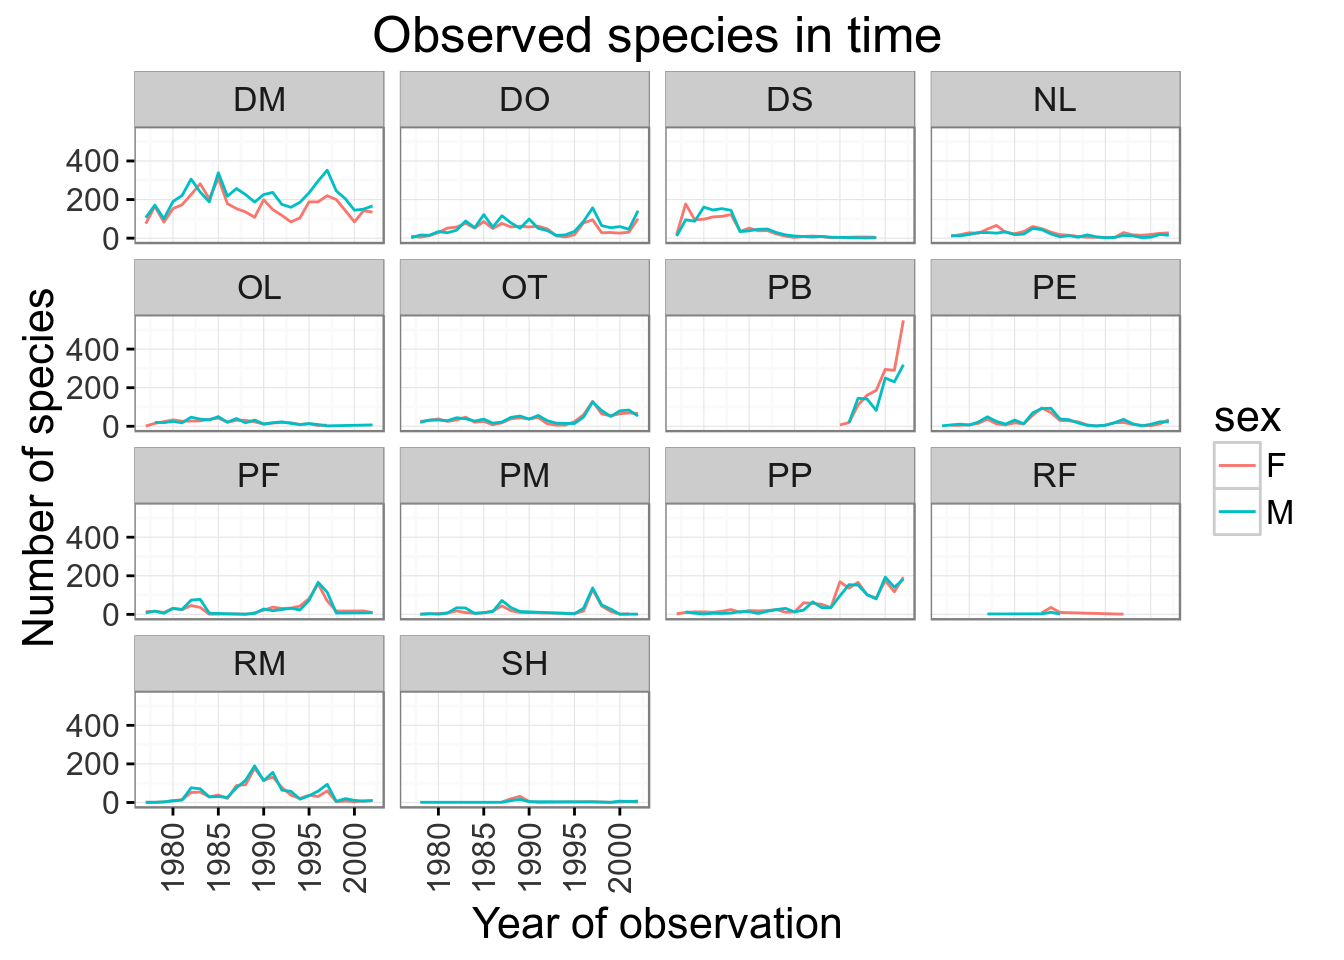 Observed species in time
DM DO DS NL
400
200
0
OL OT PB PE
400
200
0
PF PM PP RF
400
200
0
RM SH
400
200
0
1980 1985 1990 1995 2000 1980 1985 1990 1995 2000
Year of observation
Number of species
sex
F
M